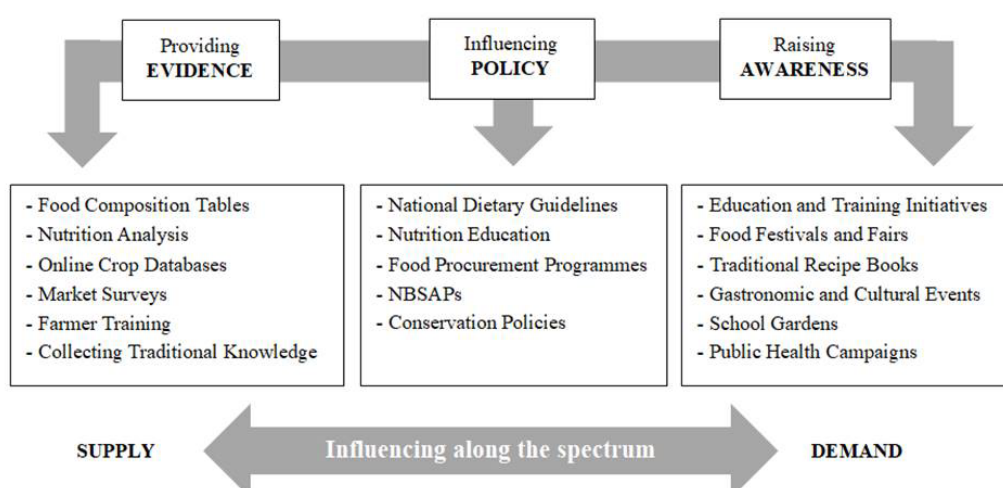 Providing
EVIDENCE
Influencing
POLICY
Raising
AWARENESS
- Food Composition Tables
- Nutrition Analysis
- Online Crop Databases
- Market Surveys
- Farmer Training
- Collecting Traditional Knowledge
- National Dietary Guidelines
- Nutrition Education
- Food Procurement Programmes
- NBSAPs
- Conservation Policies
- Education and Training Initiatives
- Food Festivals and Fairs
- Traditional Recipe Books
- Gastronomic and Cultural Events
- School Gardens
- Public Health Campaigns
SUPPLY
Influencing along the spectrum
DEMAND